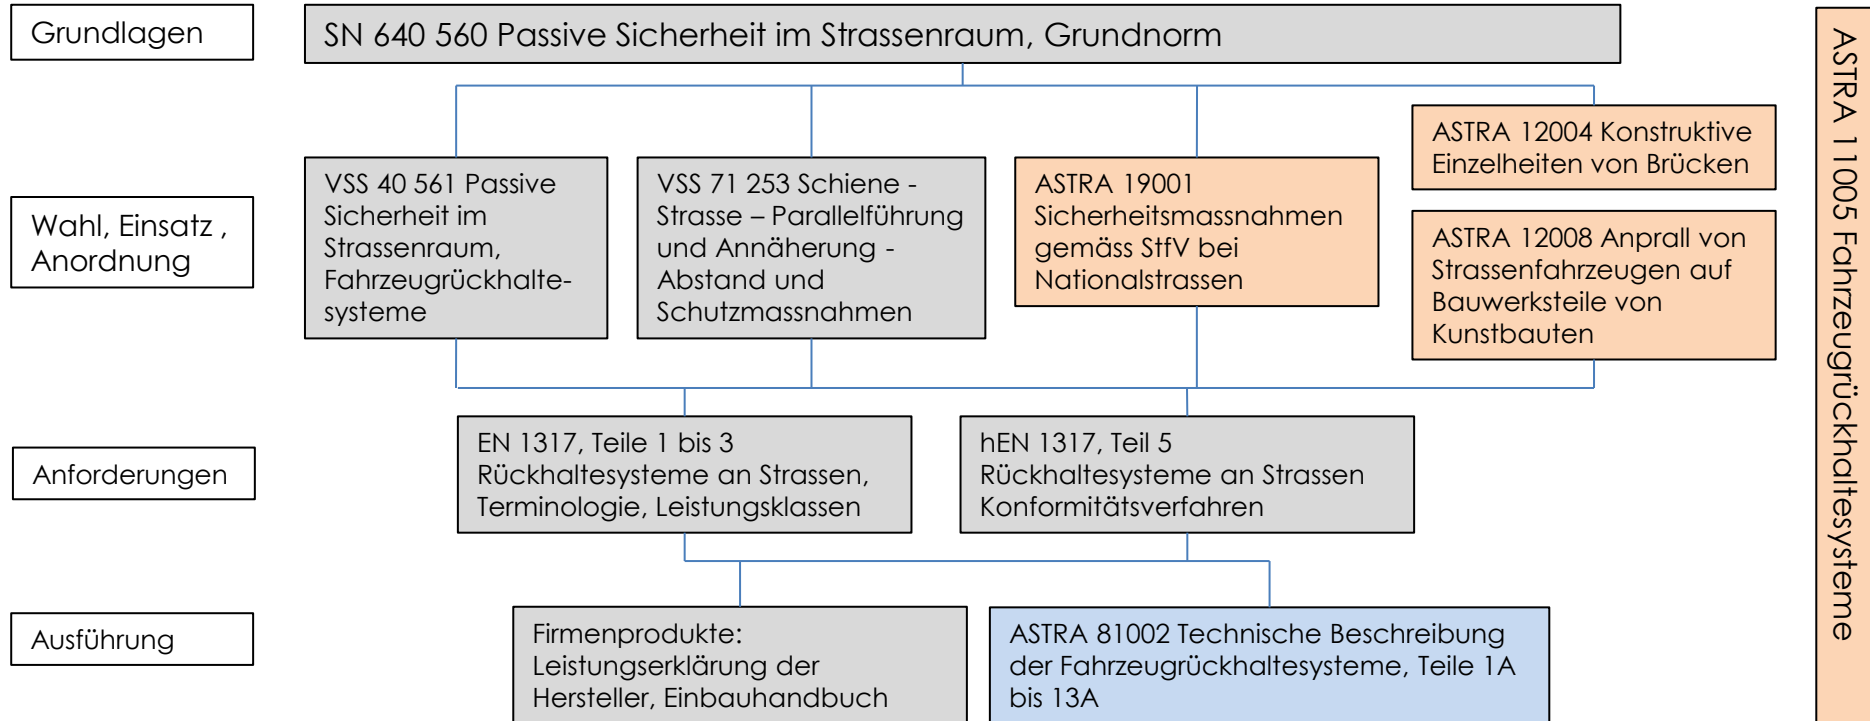 Grundlagen
SN 640 560 Passive Sicherheit im Strassenraum, Grundnorm
Wahl, Einsatz ,
Anordnung
VSS 40 561 Passive
Sicherheit im
Strassenraum,
Fahrzeugrückhalte-
systeme
VSS 71 253 Schiene -
Strasse – Parallelführung
und Annäherung -
Abstand und
Schutzmassnahmen
ASTRA 19001
Sicherheitsmassnahmen
gemäss StfV bei
Nationalstrassen
ASTRA 12004 Konstruktive
Einzelheiten von Brücken
ASTRA 12008 Anprall von
Strassenfahrzeugen auf
Bauwerksteile von
Kunstbauten
Anforderungen
EN 1317, Teile 1 bis 3
Rückhaltesysteme an Strassen,
Terminologie, Leistungsklassen
hEN 1317, Teil 5
Rückhaltesysteme an Strassen
Konformitätsverfahren
Ausführung
Firmenprodukte:
Leistungserklärung der
Hersteller, Einbauhandbuch
ASTRA 81002 Technische Beschreibung
der Fahrzeugrückhaltesysteme, Teile 1A
bis 13A
ASTRA 11005 Fahrzeugrückhaltesysteme